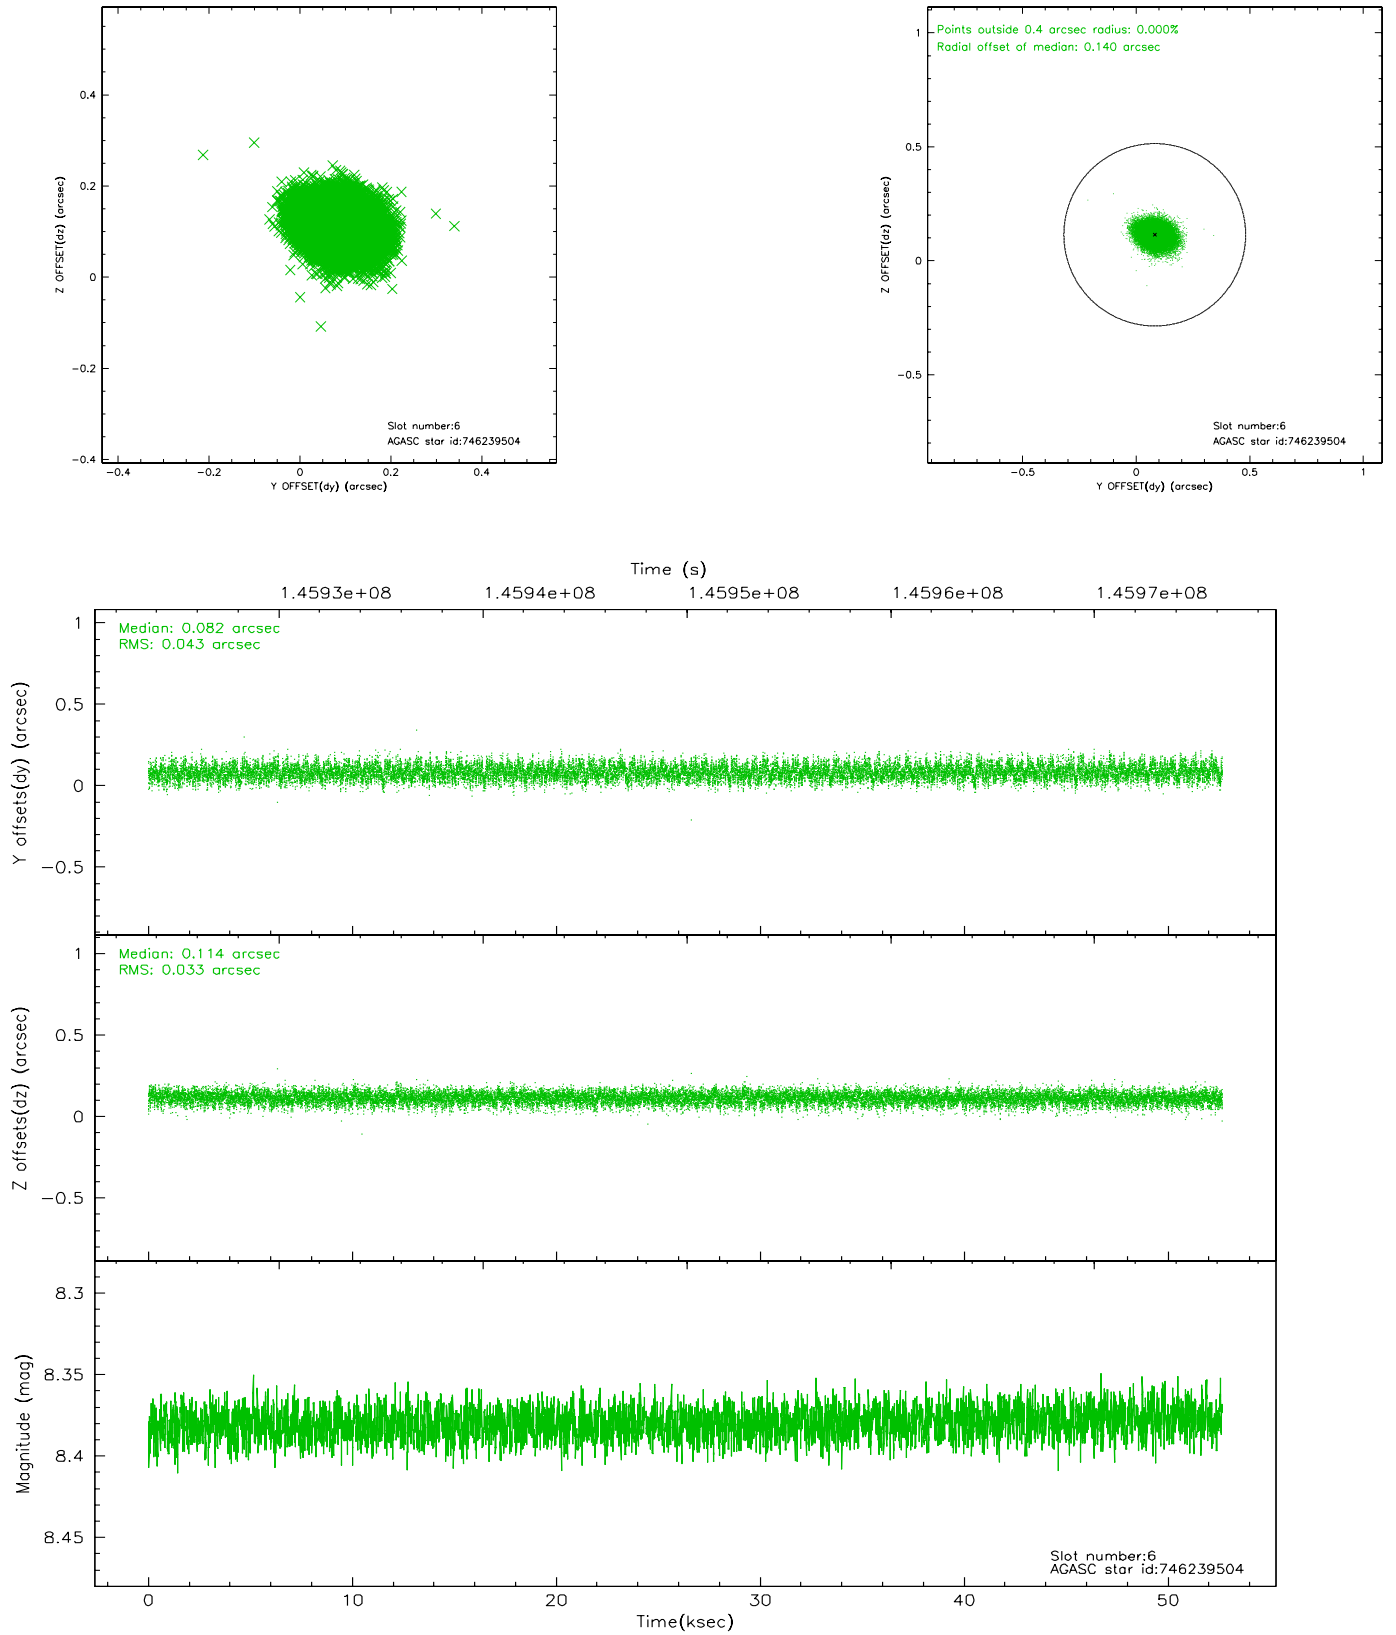 0.4
0.2
0
−0.2
−0.4
Z OFFSET(dz) (arcsec)
Slot number:6
AGASC star id:746239504
−0.4 −0.2 0 0.2 0.4
Y OFFSET(dy) (arcsec)
Points outside 0.4 arcsec radius: 0.000%
Radial offset of median: 0.140 arcsec
1
0.5
0
−0.5
Z OFFSET(dz) (arcsec)
Slot number:6
AGASC star id:746239504
−0.5 0 0.5 1
Y OFFSET(dy) (arcsec)
Time (s)
1.4593e+08 1.4594e+08 1.4595e+08 1.4596e+08 1.4597e+08
Median: 0.082 arcsec
RMS: 0.043 arcsec
1
0.5
0
−0.5
Y offsets(dy) (arcsec)
Median: 0.114 arcsec
RMS: 0.033 arcsec
1
0.5
0
−0.5
Z offsets(dz) (arcsec)
8.3
8.35
8.4
8.45
Magnitude (mag)
Slot number:6
AGASC star id:746239504
0 10 20 30 40 50
Time(ksec)